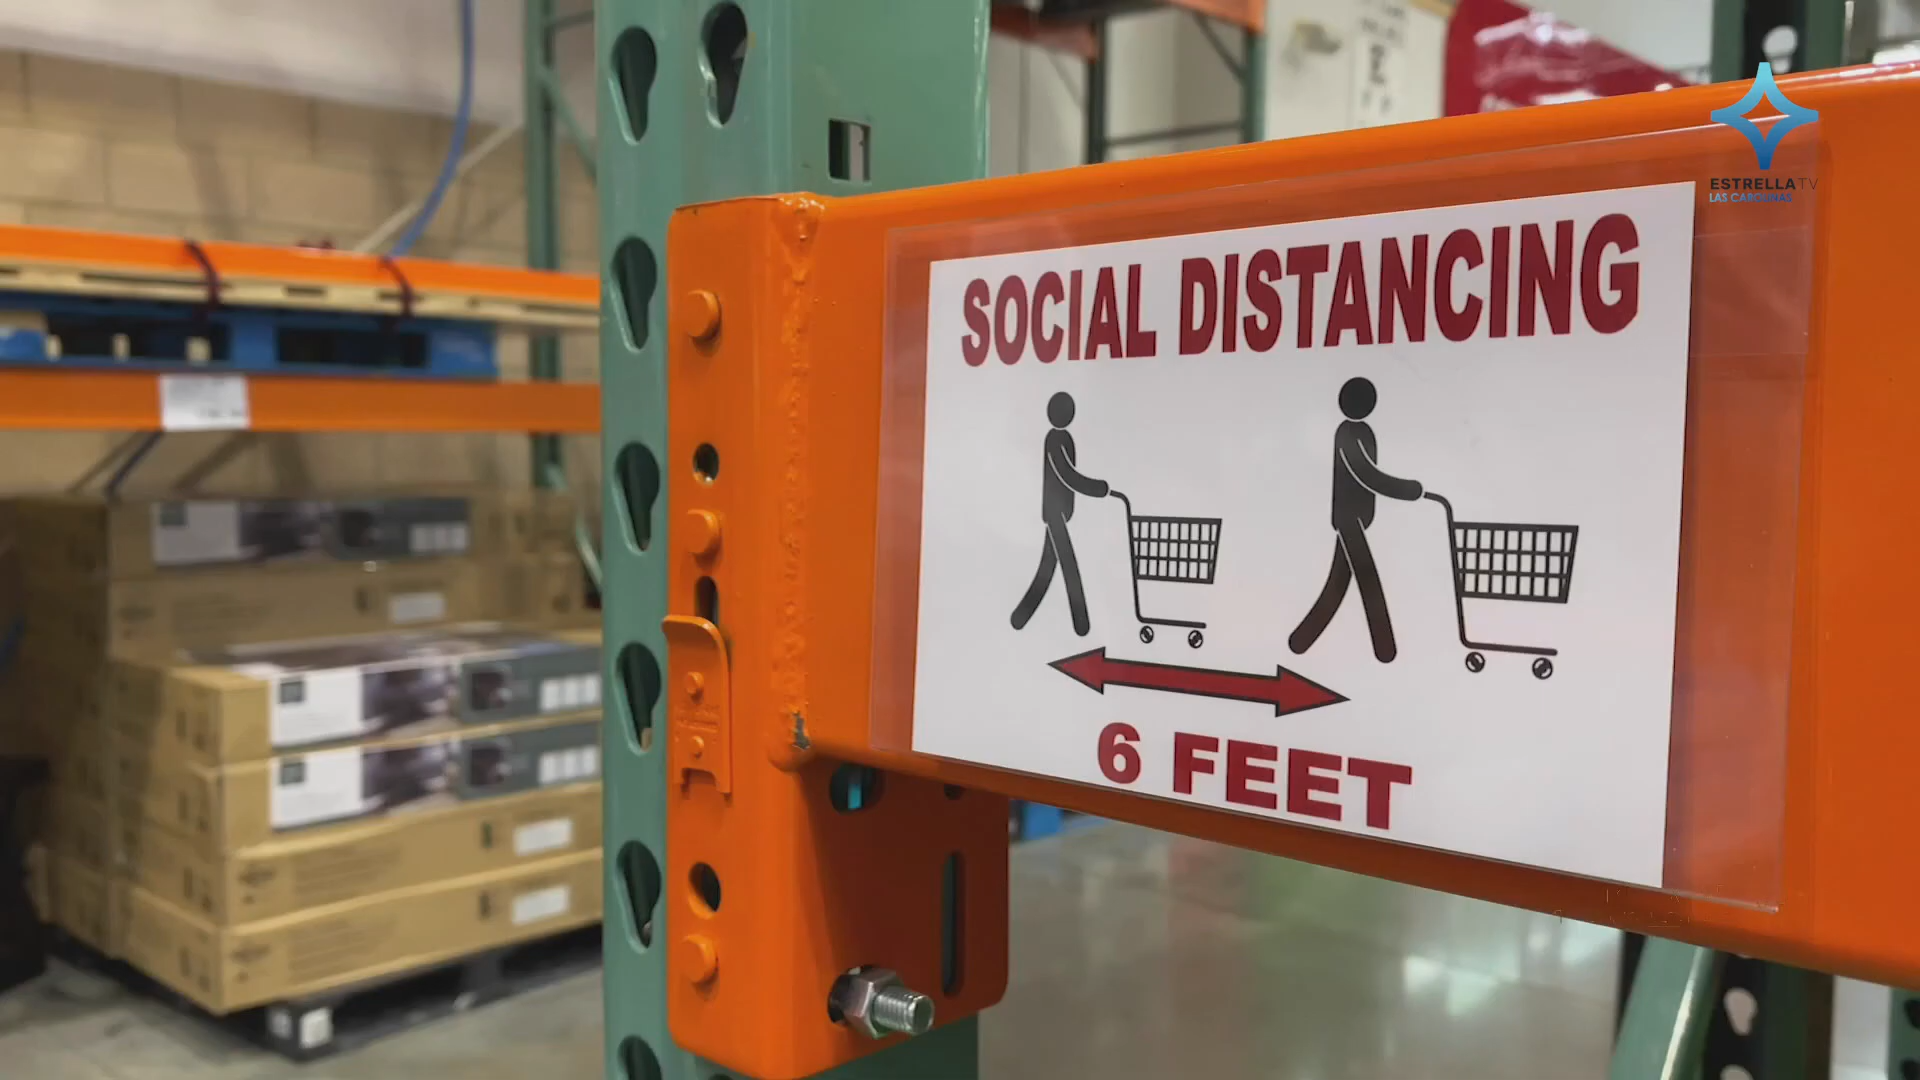 ESTRELLA TV
LAS CAROLINAS
SOCIAL DISTANCING
6 FEET